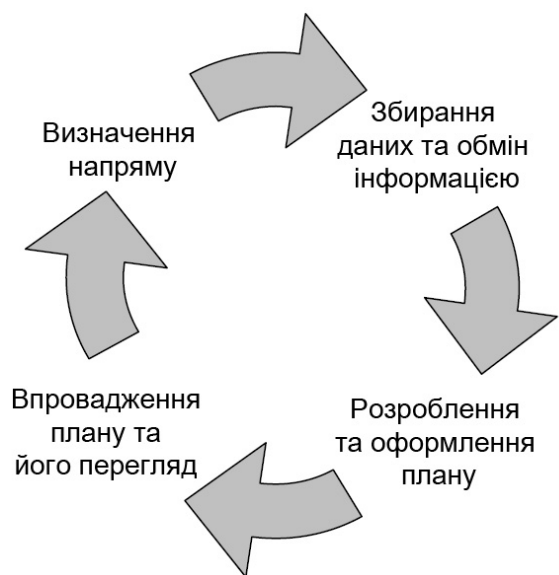 Визначення
напряму
Збирання
даних та обмін
інформацією
Розроблення
та оформлення
плану
Впровадження
плану та
його перегляд